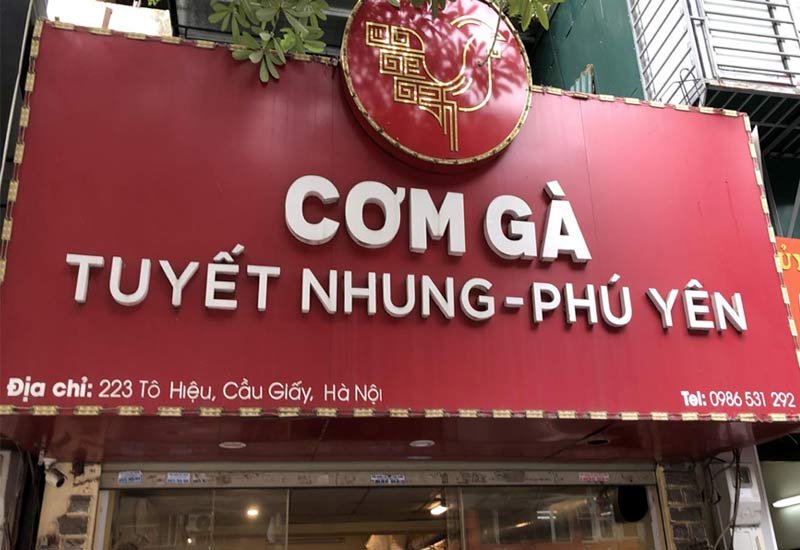 CƠM GÀ
TUYẾT NHUNG - PHÚ YÊN
Địa chỉ: 223 Tô Hiệu, Cầu Giấy, Hà Nội
Tel: 0986 531 292